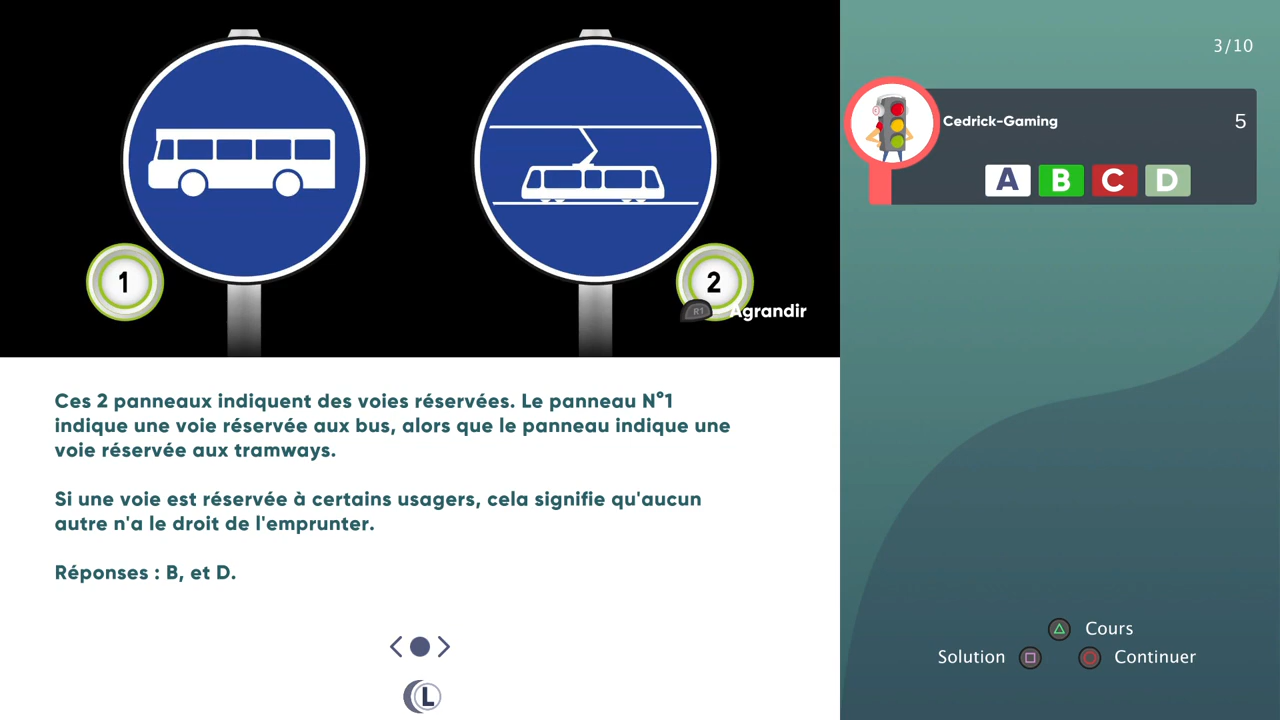 3/10
Cedrick-Gaming
5
A B C D
1
2
R1
Agrandir
Ces 2 panneaux indiquent des voies réservées. Le panneau N°1
indique une voie réservée aux bus, alors que le panneau indique une
voie réservée aux tramways.
Si une voie est réservée à certains usagers, cela signifie qu'aucun
autre n'a le droit de l'emprunter.
Réponses : B, et D.
L
Cours
Solution
Continuer